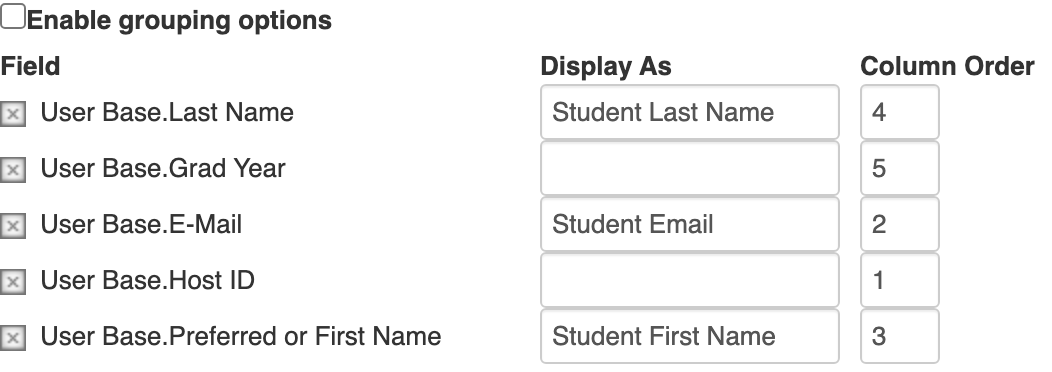 Enable grouping options
Field Display As Column Order
User Base.Last Name Student Last Name 4
User Base.Grad Year 5
User Base.E-Mail Student Email 2
User Base.Host ID 1
User Base.Preferred or First Name Student First Name 3